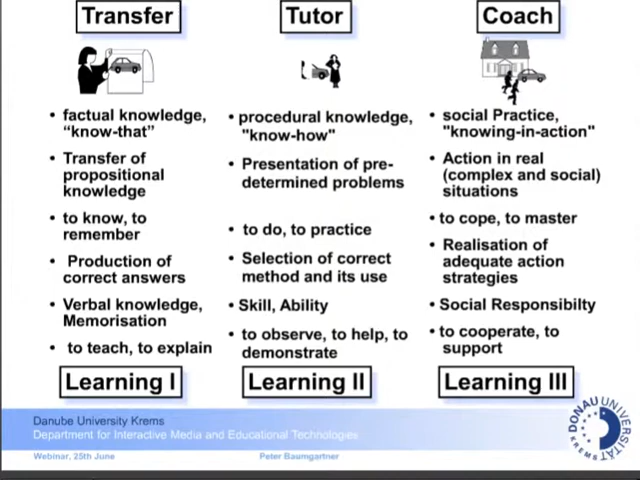 Transfer
Tutor
Coach
• factual knowledge,
"know-that"
• Transfer of
propositional
knowledge
• to know, to
remember
• Production of
correct answers
• Verbal knowledge,
Memorisation
• to teach, to explain
• procedural knowledge,
"know-how"
• Presentation of pre-
determined problems
• to do, to practice
• Selection of correct
method and its use
• Skill, Ability
• to observe, to help, to
demonstrate
• social Practice,
"knowing-in-action"
• Action in real
(complex and social)
situations
• to cope, to master
• Realisation of
adequate action
strategies
• Social Responsibilty
• to cooperate, to
support
Learning I
Learning II
Learning III
Danube University Krems
Department for Interactive Media and Educational Technologies
Webinar, 25th June
Peter Baumgartner
DONAU UNIVERSITÄT
KREMS